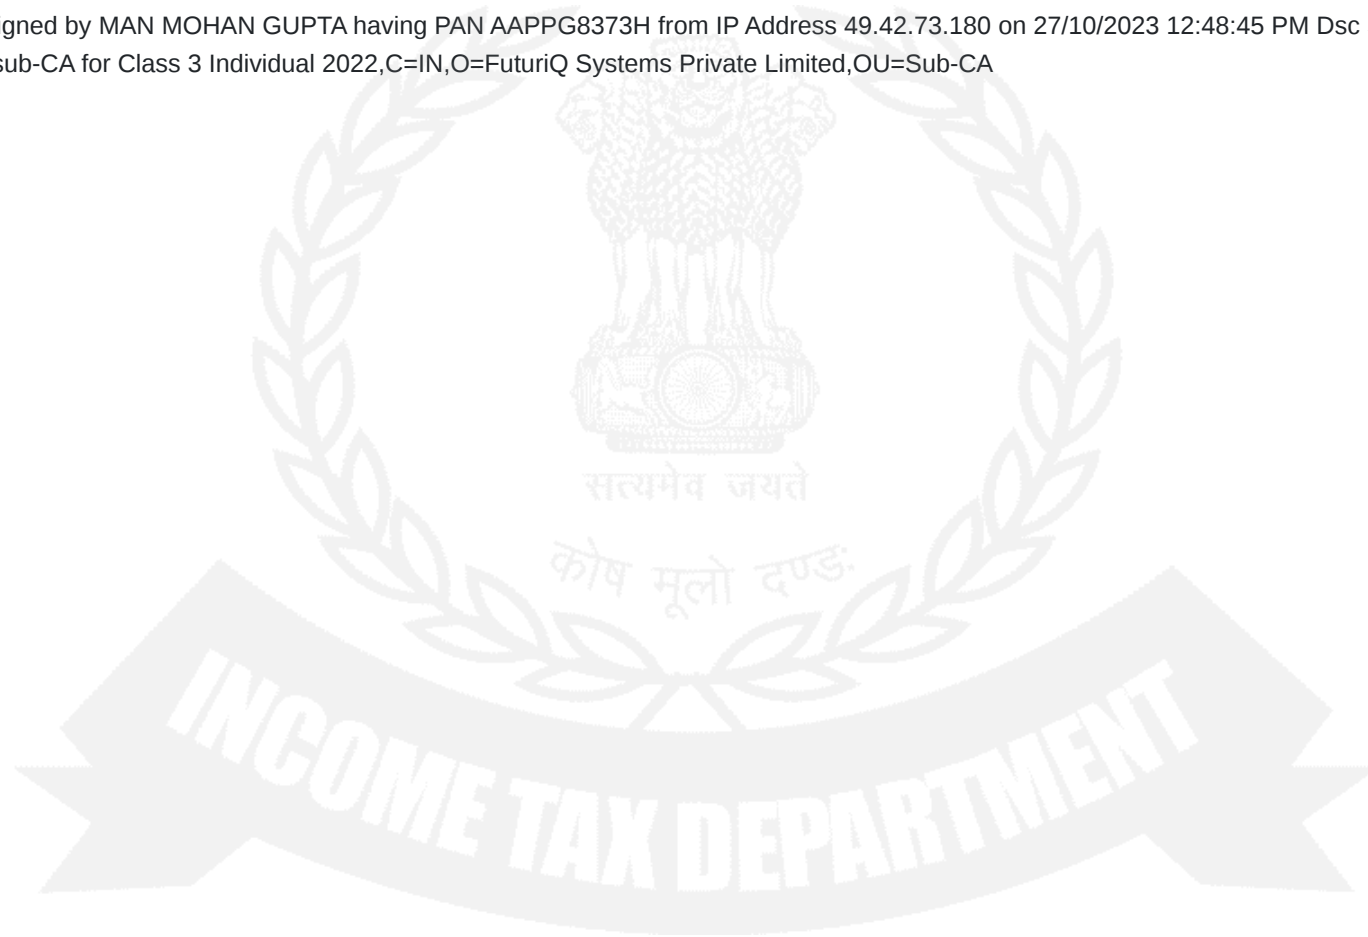 igned by MAN MOHAN GUPTA having PAN AAPPG8373H from IP Address 49.42.73.180 on 27/10/2023 12:48:45 PM Dsc
sub-CA for Class 3 Individual 2022,C=IN,O=FuturiQ Systems Private Limited,OU=Sub-CA
सत्यमेव जयते
कोष मूलो दण्डः
INCOME TAX DEPARTMENT